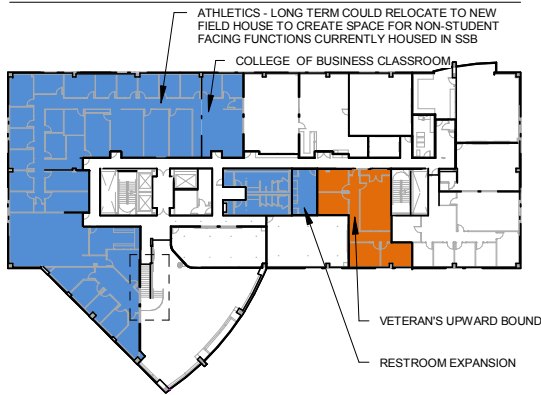 ATHLETICS - LONG TERM COULD RELOCATE TO NEW
FIELD HOUSE TO CREATE SPACE FOR NON-STUDENT
FACING FUNCTIONS CURRENTLY HOUSED IN SSB
COLLEGE OF BUSINESS CLASSROOM
VETERAN'S UPWARD BOUND
RESTROOM EXPANSION